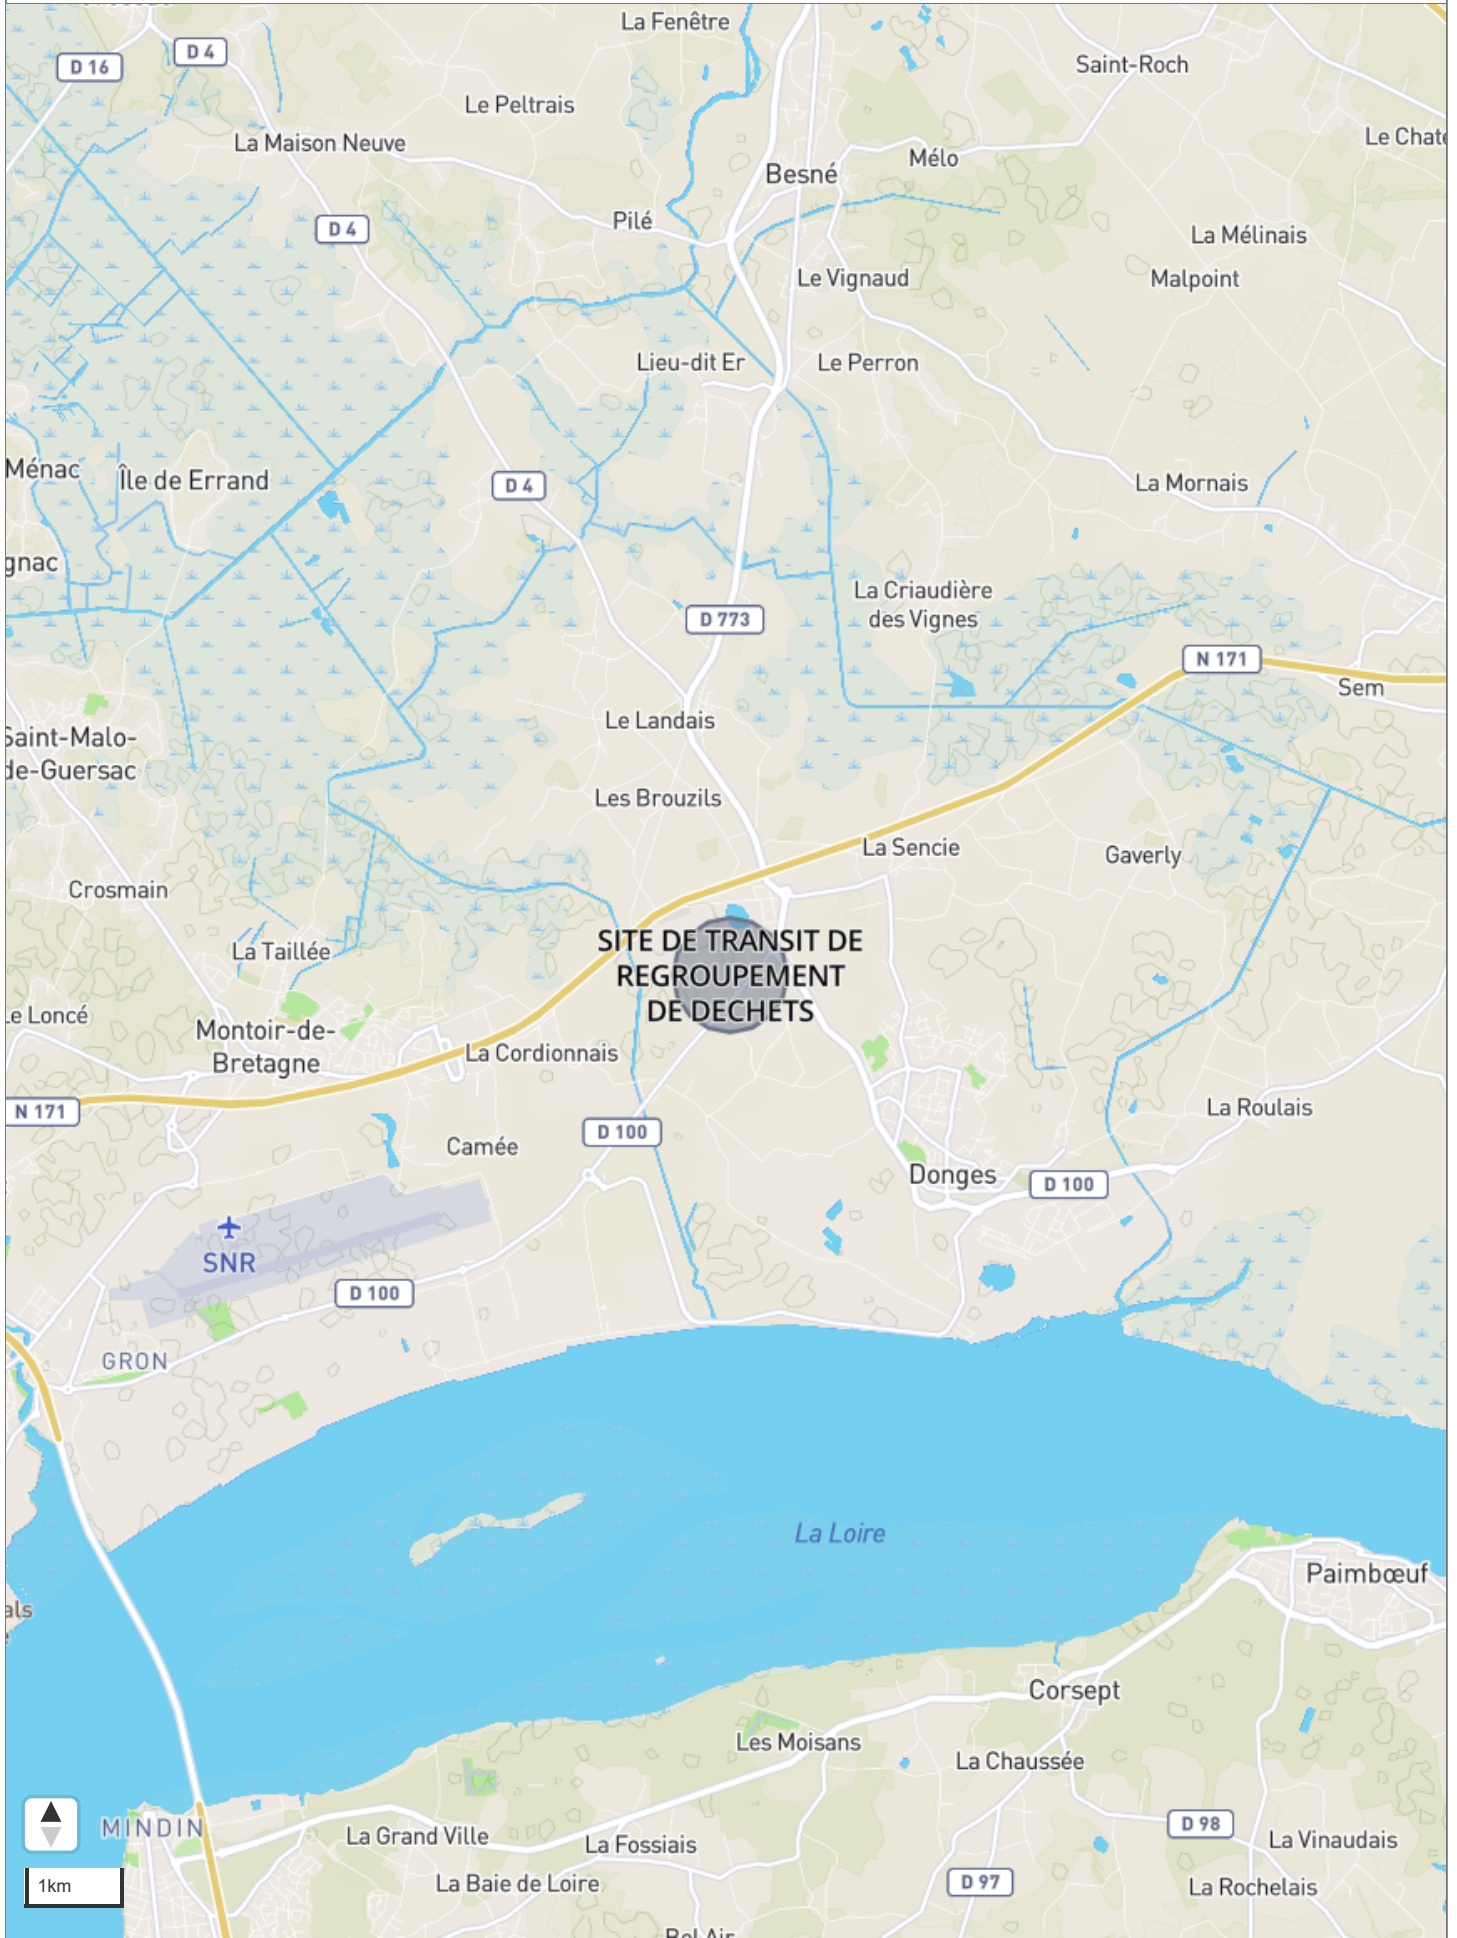 La Fenêtre
D 4
D 16
Saint-Roch
Le Peltrais
La Maison Neuve
Le Chate
Mélo
Besné
D 4
Pilé
La Mélinais
Le Vignaud
Malpoint
Lieu-dit Er
Le Perron
Ménac
Île de Errand
D 4
La Mornais
gnac
La Criaudière
des Vignes
D 773
N 171
Sem
Le Landais
Saint-Malo-
de-Guersac
Les Brouzils
La Sencie
Gaverly
Crosmain
La Taillée
SITE DE TRANSIT DE
REGROUPEMENT
DE DECHETS
Le Loncé
Montoir-de-
Bretagne
La Cordionnais
N 171
La Roulais
D 100
Camée
Donges
D 100
SNR
D 100
GRON
La Loire
Paimbœuf
als
Corsept
Les Moisans
La Chaussée
MINDIN
La Grand Ville
La Fossiais
D 98
La Vinaudais
1km
La Baie de Loire
D 97
La Rochelais
Bel Air